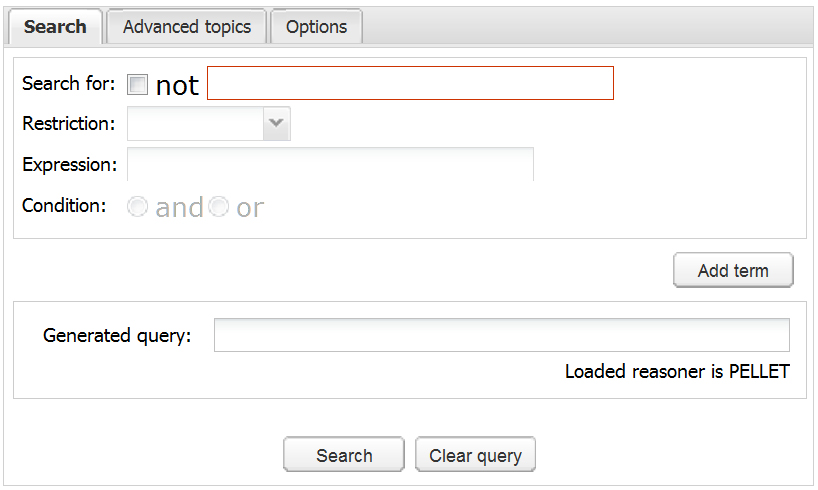 Search Advanced topics Options
Search for: not
Restriction:
Expression:
Condition: and or
Add term
Generated query:
Loaded reasoner is PELLET
Search Clear query